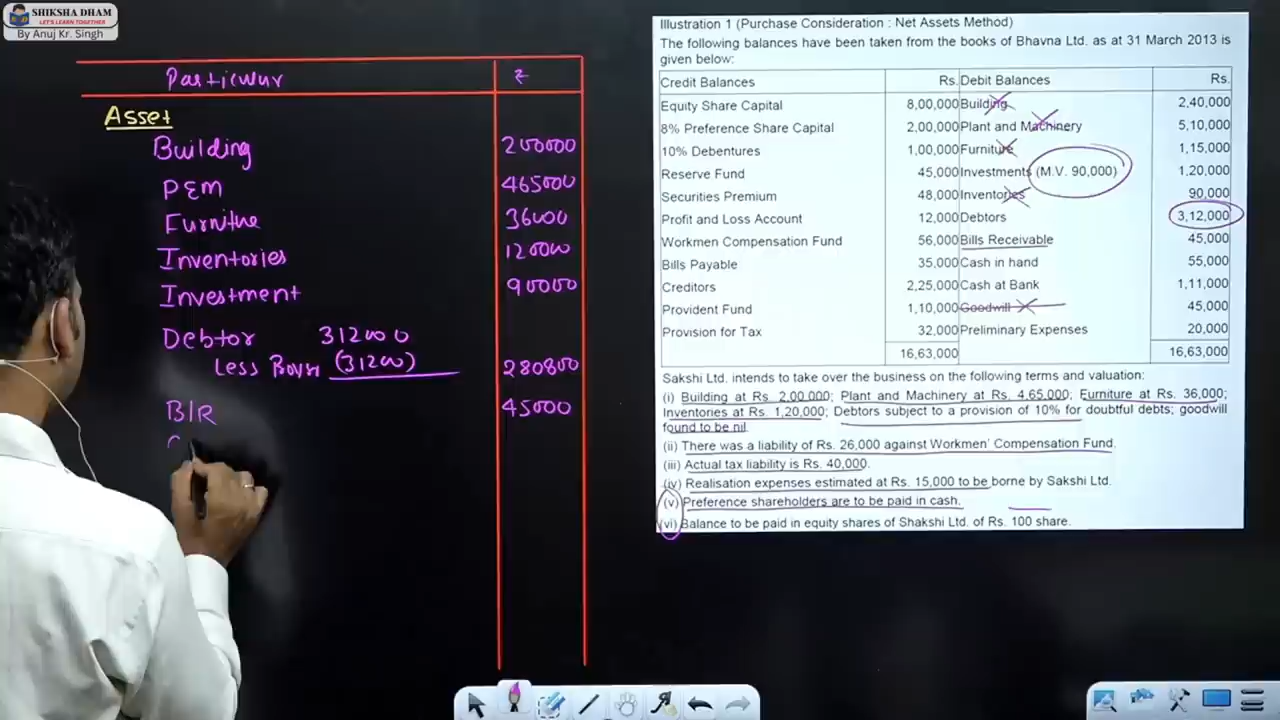 SHIKSHA DHAM
LET'S LEARN TOGETHER
By Anuj Kr. Singh
Particular ₹
Asset
Building 200000
P&M 465000
Furniture 36000
Inventories 120000
Investment 90000
Debtor 312000
Less (31200) 280800
B/R 45000
Illustration 1 (Purchase Consideration : Net Assets Method)
The following balances have been taken from the books of Bhavna Ltd. as at 31 March 2013 is
given below:
Credit Balances Rs. Debit Balances Rs.
Equity Share Capital 8,00,000 Building 2,40,000
8% Preference Share Capital 2,00,000 Plant and Machinery 5,10,000
10% Debentures 1,00,000 Furniture 1,15,000
Reserve Fund 45,000 Investments (M.V. 90,000) 1,20,000
Securities Premium 48,000 Inventories 90,000
Profit and Loss Account 12,000 Debtors 3,12,000
Workmen Compensation Fund 56,000 Bills Receivable 45,000
Bills Payable 35,000 Cash in hand 55,000
Creditors 2,25,000 Cash at Bank 1,11,000
Provident Fund 1,10,000 Goodwill 45,000
Provision for Tax 32,000 Preliminary Expenses 20,000
16,63,000 16,63,000
Sakshi Ltd. intends to take over the business on the following terms and valuation:
(i) Building at Rs. 2,00,000; Plant and Machinery at Rs. 4,65,000; Furniture at Rs. 36,000;
Inventories at Rs. 1,20,000; Debtors subject to a provision of 10% for doubtful debts; goodwill
found to be nil.
(ii) There was a liability of Rs. 26,000 against Workmen' Compensation Fund.
(iii) Actual tax liability is Rs. 40,000.
(iv) Realisation expenses estimated at Rs. 15,000 to be borne by Sakshi Ltd.
(v) Preference shareholders are to be paid in cash.
(vi) Balance to be paid in equity shares of Shakshi Ltd. of Rs. 100 share.